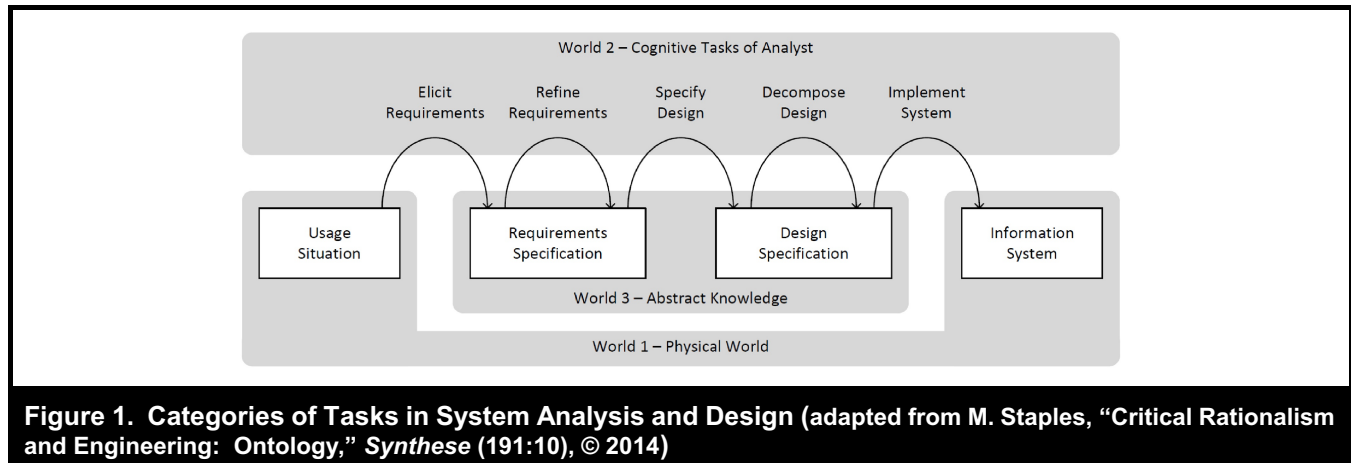 World 2 – Cognitive Tasks of Analyst
Elicit
Requirements
Refine
Requirements
Specify
Design
Decompose
Design
Implement
System
Usage
Situation
Requirements
Specification
Design
Specification
Information
System
World 3 – Abstract Knowledge
World 1 – Physical World
Figure 1. Categories of Tasks in System Analysis and Design (adapted from M. Staples, “Critical Rationalism
and Engineering: Ontology,” Synthese (191:10), © 2014)